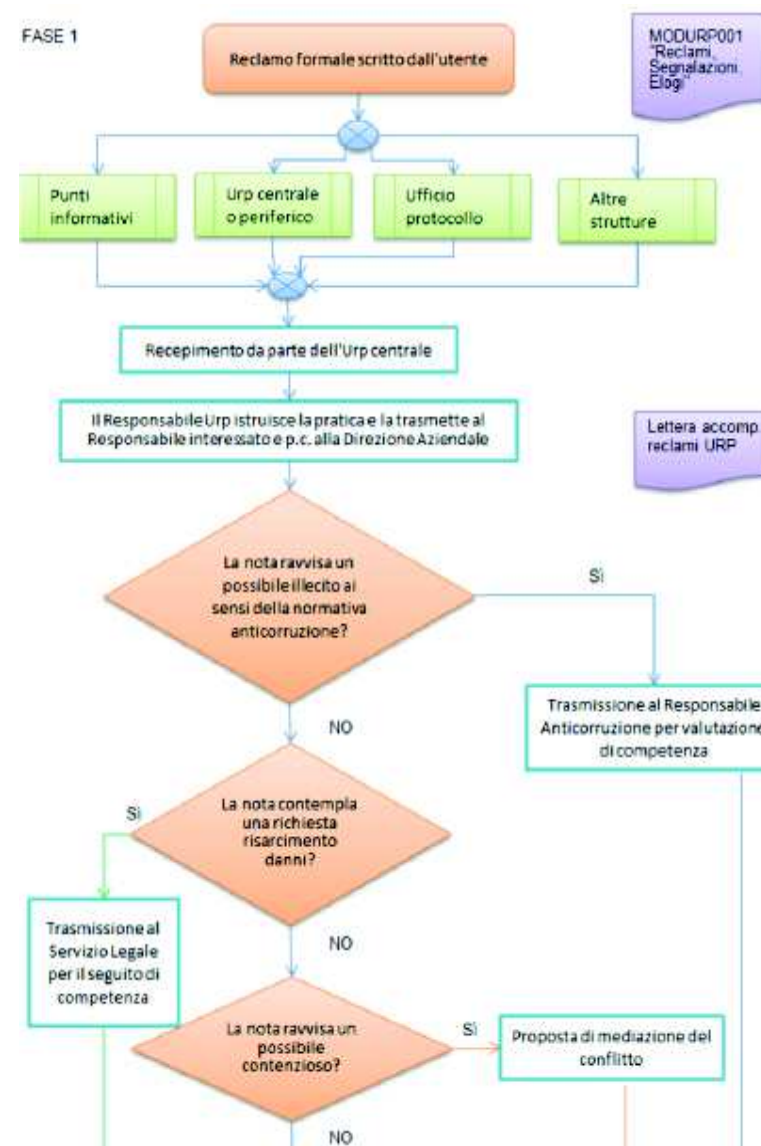 FASE 1
Reclamo formale scritto dall'utente
MODURP001
"Reclami,
Segnalazioni,
Elogi"
Punti
informativi
Urp centrale
o periferico
Ufficio
protocollo
Altre
strutture
Recepimento da parte dell'Urp centrale
Il Responsabile Urp istruisce la pratica e la trasmette al
Responsabile interessato e p.c. alla Direzione Aziendale
Lettera accomp.
reclami URP
La nota ravvisa un
possibile illecito ai
sensi della normativa
anticorruzione?
Sì
NO
Trasmissione al Responsabile
Anticorruzione per valutazione
di competenza
La nota contempla
una richiesta
risarcimento
danni?
Sì
NO
Trasmissione al
Servizio Legale
per il seguito di
competenza
La nota ravvisa un
possibile
contenzioso?
Sì
Proposta di mediazione del
conflitto
NO